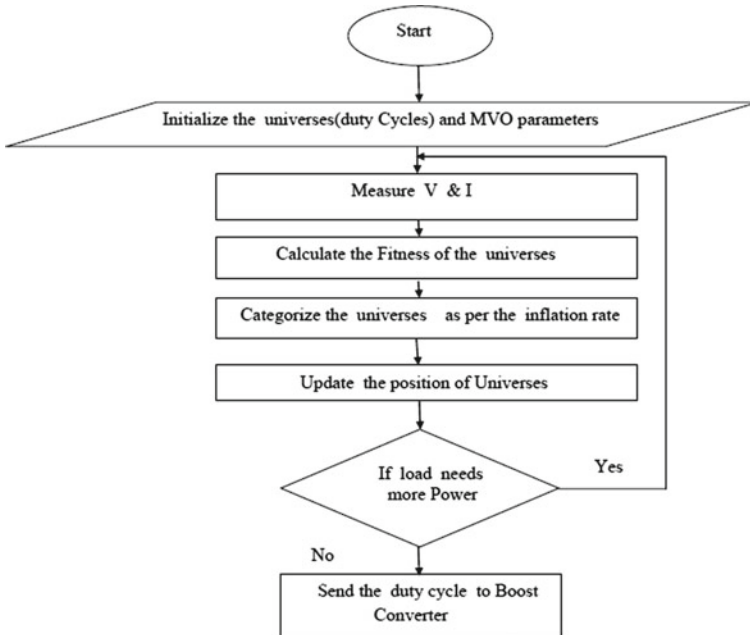 Start
Initialize the universes(duty Cycles) and MVO parameters
Measure V & I
Calculate the Fitness of the universes
Categorize the universes as per the inflation rate
Update the position of Universes
If load needs
more Power
Yes
No
Send the duty cycle to Boost
Converter